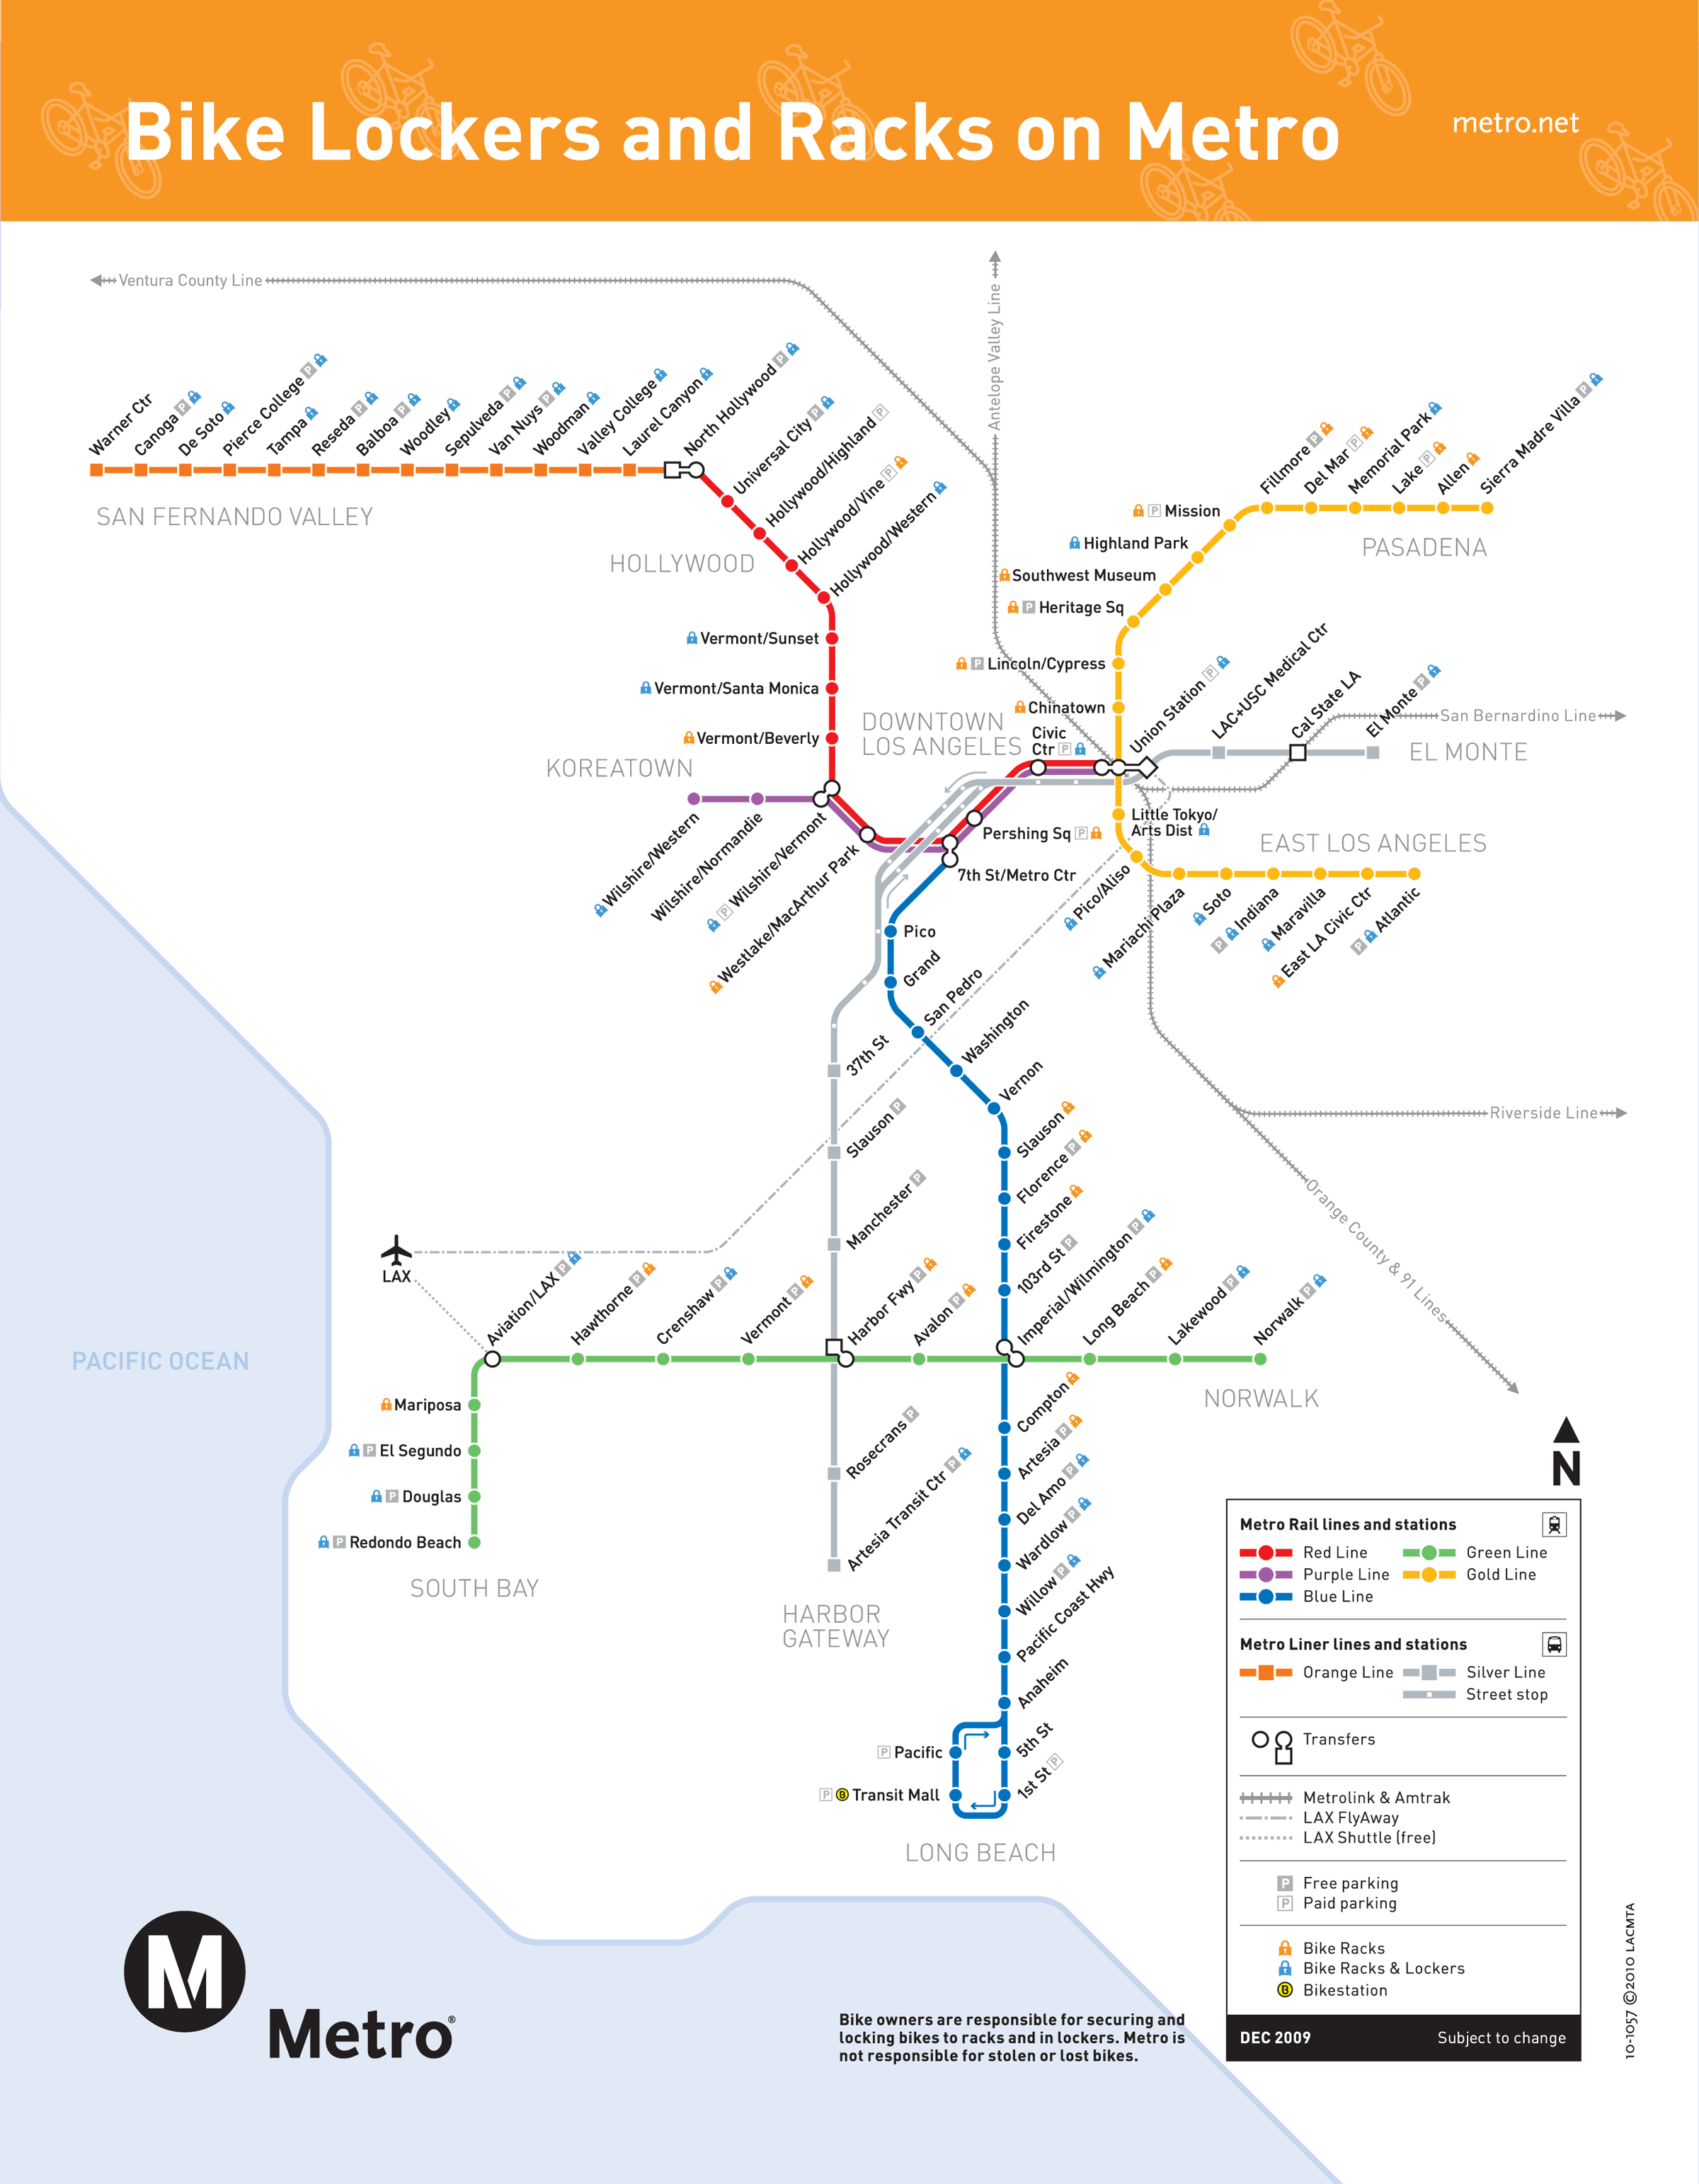 Bike Lockers and Racks on Metro
metro.net
Ventura County Line
Antelope Valley Line
Warner Ctr
Canoga P
De Soto
Pierce College P
Tampa
Reseda P
Balboa P
Woodley
Sepulveda P
Van Nuys P
Woodman
Valley College
Laurel Canyon
North Hollywood P
Universal City P
Hollywood/Highland P
Hollywood/Vine P
Hollywood/Western
SAN FERNANDO VALLEY
HOLLYWOOD
Fillmore P
Del Mar P
Memorial Park
Lake P
Allen
Sierra Madre Villa P
P Mission
Highland Park
Southwest Museum
P Heritage Sq
P Lincoln/Cypress
Chinatown
PASADENA
Vermont/Sunset
Vermont/Santa Monica
Vermont/Beverly
KOREATOWN
DOWNTOWN
LOS ANGELES
Civic
Ctr P
Union Station P
LAC+USC Medical Ctr
Cal State LA
El Monte P
San Bernardino Line
EL MONTE
Wilshire/Western
Wilshire/Normandie
P Wilshire/Vermont
Westlake/MacArthur Park
Pershing Sq P
7th St/Metro Ctr
Little Tokyo/
Arts Dist
EAST LOS ANGELES
Pico/Aliso
Mariachi Plaza
Soto
P Indiana
Maravilla
East LA Civic Ctr
P Atlantic
Pico
Grand
San Pedro
Washington
Vernon
37th St
Slauson P
Manchester P
Slauson
Florence P
Firestone
103rd St P
Riverside Line
Orange County & 91 Lines
LAX
Aviation/LAX P
Hawthorne P
Crenshaw P
Vermont P
Harbor Fwy P
Avalon P
Imperial/Wilmington P
Long Beach P
Lakewood P
Norwalk P
PACIFIC OCEAN
NORWALK
Mariposa
P El Segundo
P Douglas
P Redondo Beach
SOUTH BAY
Rosecrans P
Artesia Transit Ctr P
HARBOR
GATEWAY
Compton
Artesia P
Del Amo P
Wardlow P
Willow P
Pacific Coast Hwy
Anaheim
5th St
1st St P
P Pacific
P B Transit Mall
LONG BEACH
N
Metro Rail lines and stations
Red Line
Green Line
Purple Line
Gold Line
Blue Line
Metro Liner lines and stations
Orange Line
Silver Line
Street stop
Transfers
Metrolink & Amtrak
LAX FlyAway
LAX Shuttle (free)
P Free parking
P Paid parking
Bike Racks
Bike Racks & Lockers
B Bikestation
DEC 2009
Subject to change
10-1057 ©2010 LACMTA
M
Metro®
Bike owners are responsible for securing and
locking bikes to racks and in lockers. Metro is
not responsible for stolen or lost bikes.